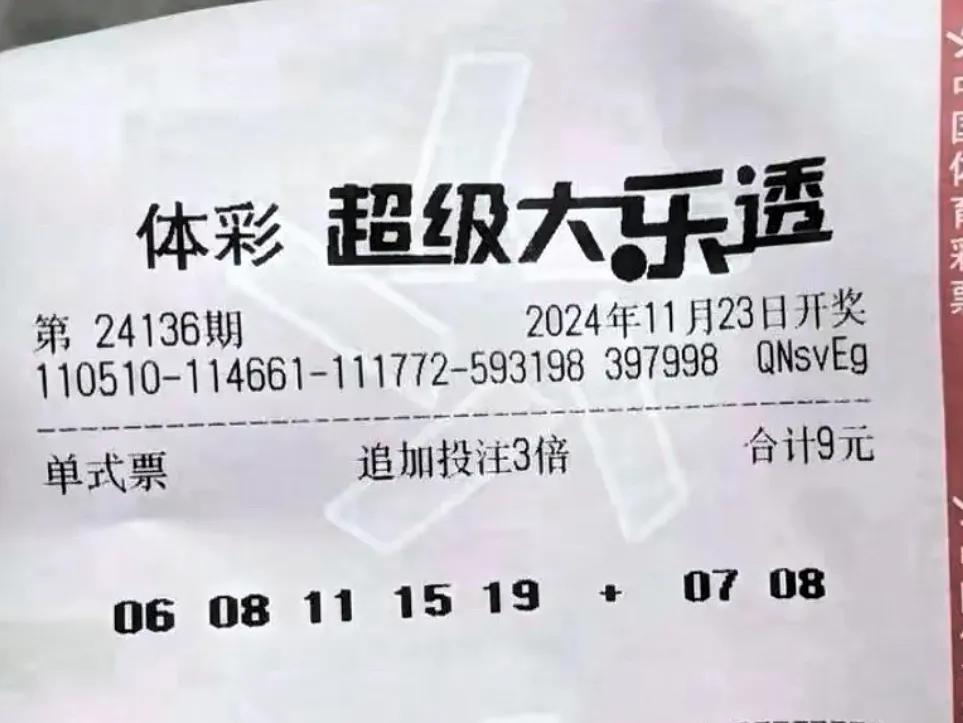 体彩 超级大乐透
第 24136期 2024年11月23日开奖
110510-114661-111772-593198 397998 QNsvEg
单式票 追加投注3倍 合计9元
06 08 11 15 19 + 07 08
中国体育彩票